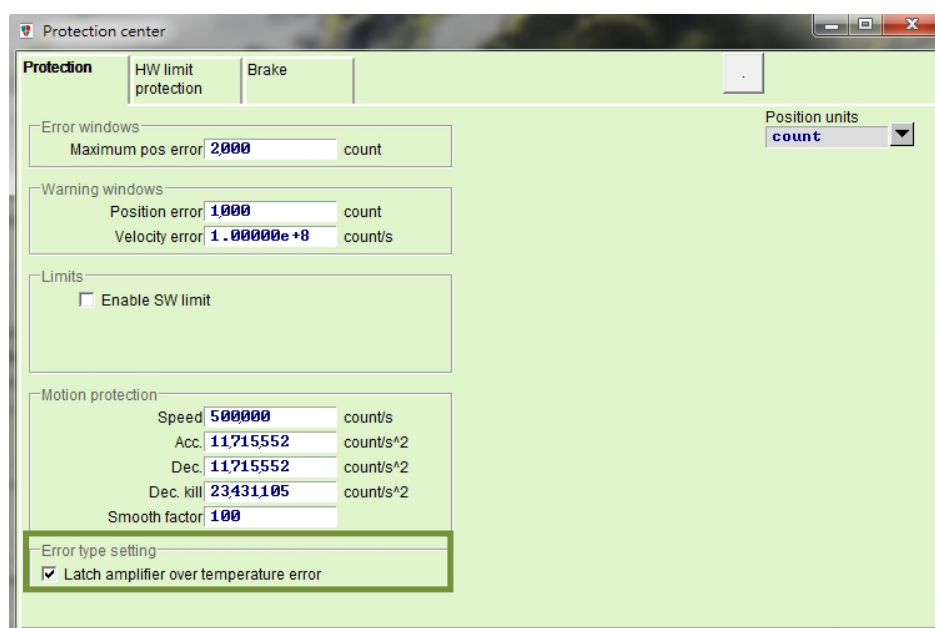 Protection center
Protection HW limit protection Brake .
Position units
count
Error windows
Maximum pos error 2,000 count
Warning windows
Position error 1,000 count
Velocity error 1.00000e+8 count/s
Limits
Enable SW limit
Motion protection
Speed 500,000 count/s
Acc. 11,715,552 count/s^2
Dec. 11,715,552 count/s^2
Dec. kill 23,431,105 count/s^2
Smooth factor 100
Error type setting
Latch amplifier over temperature error